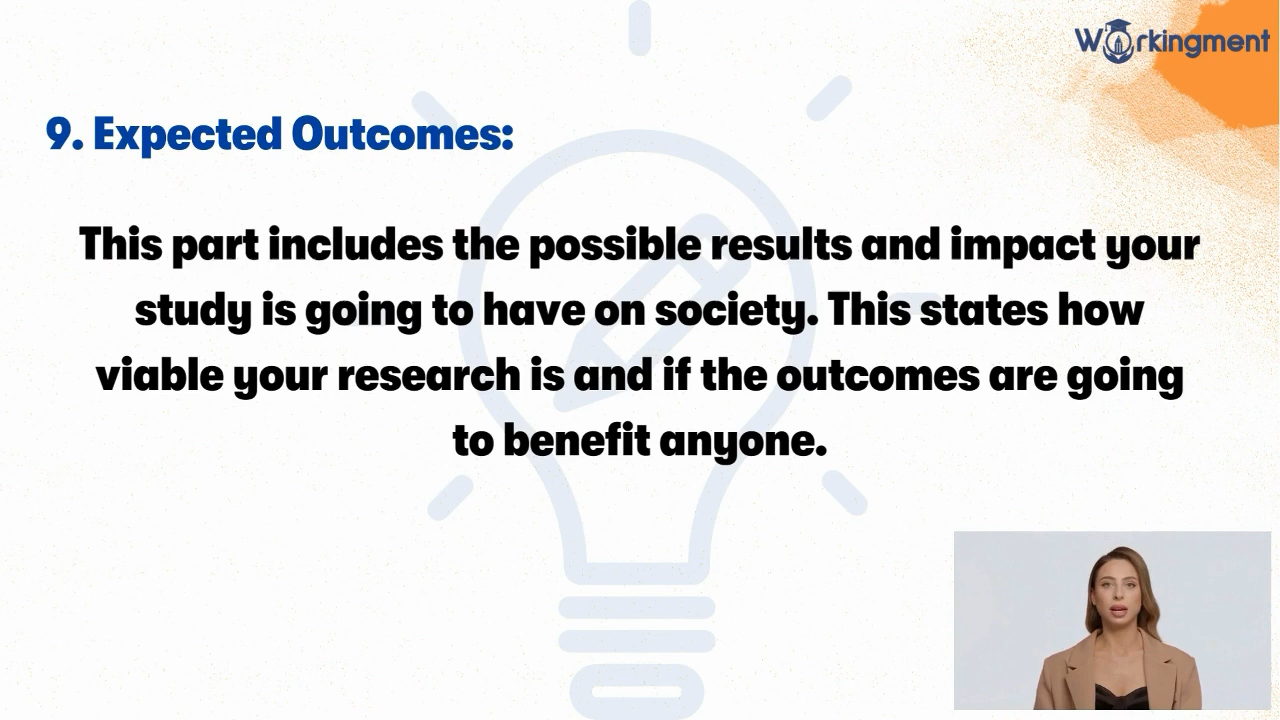 Workingment
9. Expected Outcomes:
This part includes the possible results and impact your
study is going to have on society. This states how
viable your research is and if the outcomes are going
to benefit anyone.